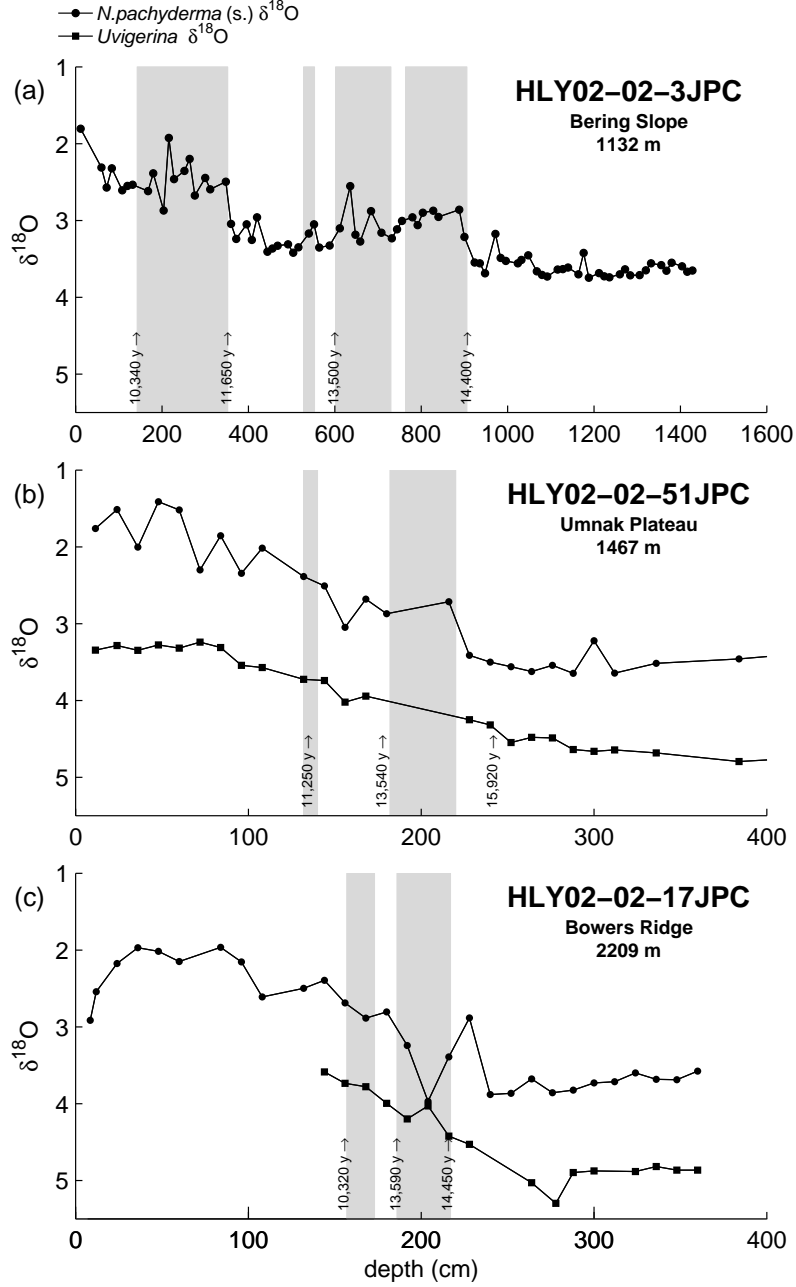 N.pachyderma (s.) δ18O
Uvigerina δ18O
(a)
HLY02−02−3JPC
Bering Slope
1132 m
1
2
3
4
5
δ18O
10,340 y →
11,650 y →
13,500 y →
14,400 y →
0 200 400 600 800 1000 1200 1400 1600
(b)
HLY02−02−51JPC
Umnak Plateau
1467 m
1
2
3
4
5
δ18O
11,250 y →
13,540 y →
15,920 y →
0 100 200 300 400
(c)
HLY02−02−17JPC
Bowers Ridge
2209 m
1
2
3
4
5
δ18O
10,320 y →
13,590 y →
14,450 y →
0 100 200 300 400
depth (cm)